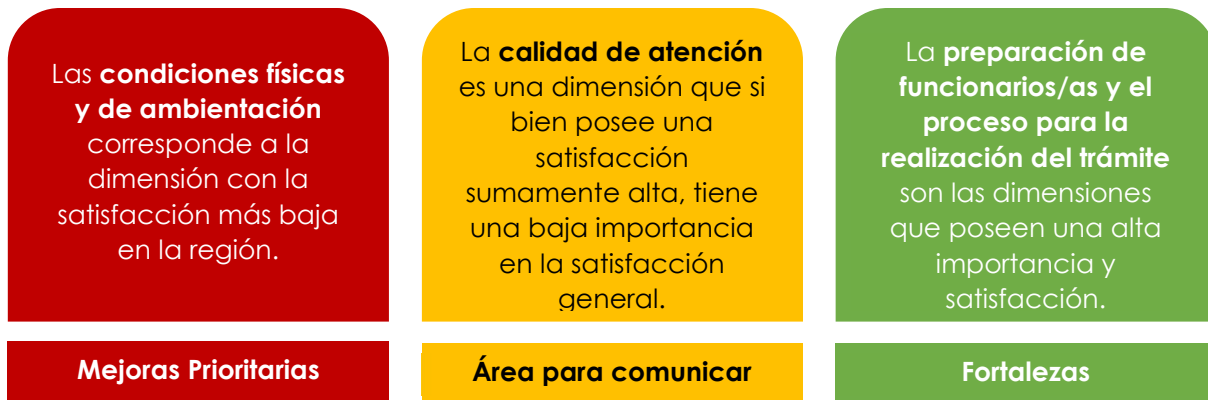 Las condiciones físicas
y de ambientación
corresponde a la
dimensión con la
satisfacción más baja
en la región.
Mejoras Prioritarias
La calidad de atención
es una dimensión que si
bien posee una
satisfacción
sumamente alta, tiene
una baja importancia
en la satisfacción
general.
Área para comunicar
La preparación de
funcionarios/as y el
proceso para la
realización del trámite
son las dimensiones
que poseen una alta
importancia y
satisfacción.
Fortalezas